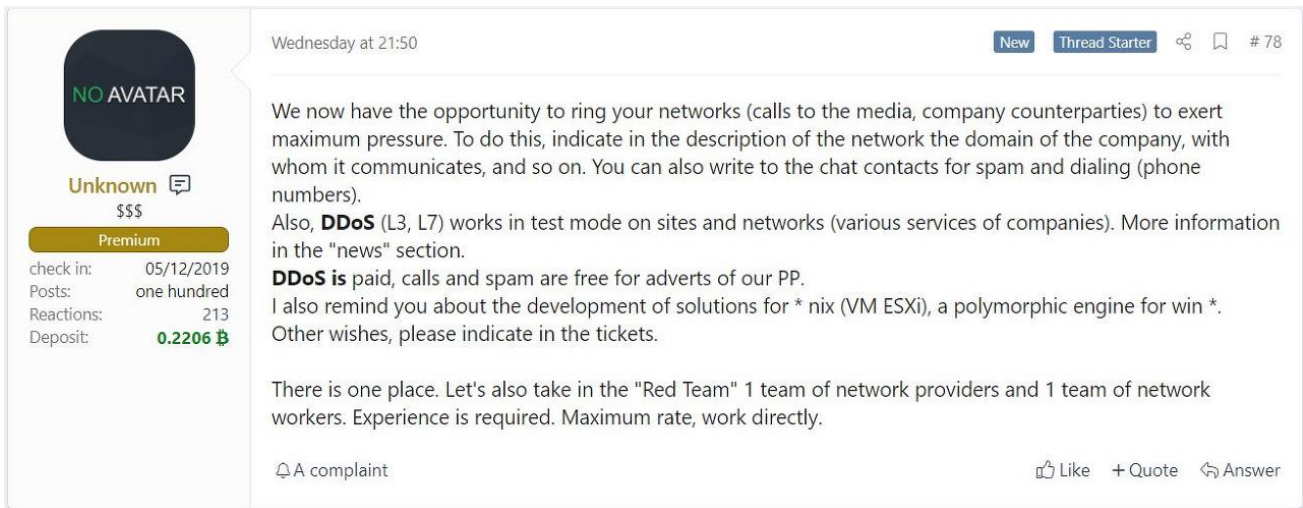 Wednesday at 21:50
New
Thread Starter
# 78
NO AVATAR
Unknown
$$$
Premium
check in: 05/12/2019
Posts: one hundred
Reactions: 213
Deposit: 0.2206 ₿
We now have the opportunity to ring your networks (calls to the media, company counterparties) to exert
maximum pressure. To do this, indicate in the description of the network the domain of the company, with
whom it communicates, and so on. You can also write to the chat contacts for spam and dialing (phone
numbers).
Also, DDoS (L3, L7) works in test mode on sites and networks (various services of companies). More information
in the "news" section.
DDoS is paid, calls and spam are free for adverts of our PP.
I also remind you about the development of solutions for * nix (VM ESXi), a polymorphic engine for win *.
Other wishes, please indicate in the tickets.
There is one place. Let's also take in the "Red Team" 1 team of network providers and 1 team of network
workers. Experience is required. Maximum rate, work directly.
A complaint
Like
+ Quote
Answer